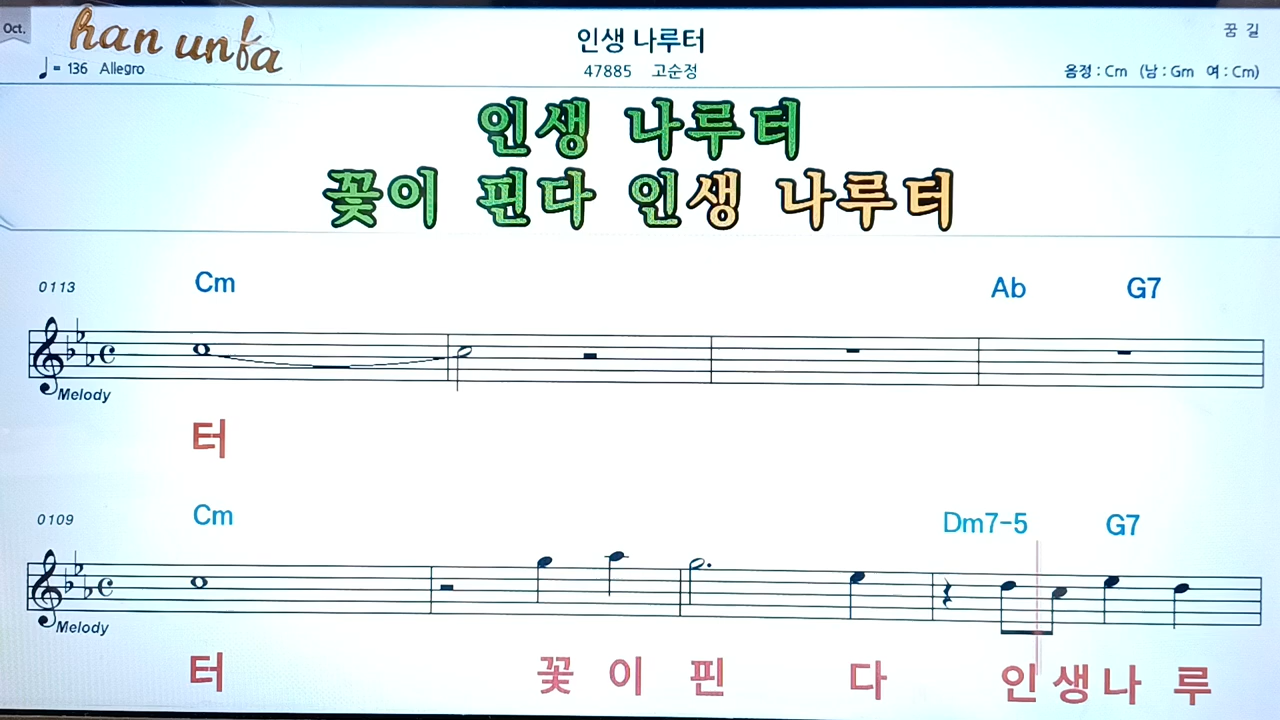 Oct.
han unfa
인생 나루터
꿈 길
♩= 136 Allegro
47885 고순정
음정 : Cm (남 : Gm 여 : Cm)
인생 나루터
꽃이 핀다 인생 나루터
0113
Cm Ab G7
Melody
터
0109
Cm Dm7-5 G7
Melody
터 꽃 이 핀 다 인 생 나 루